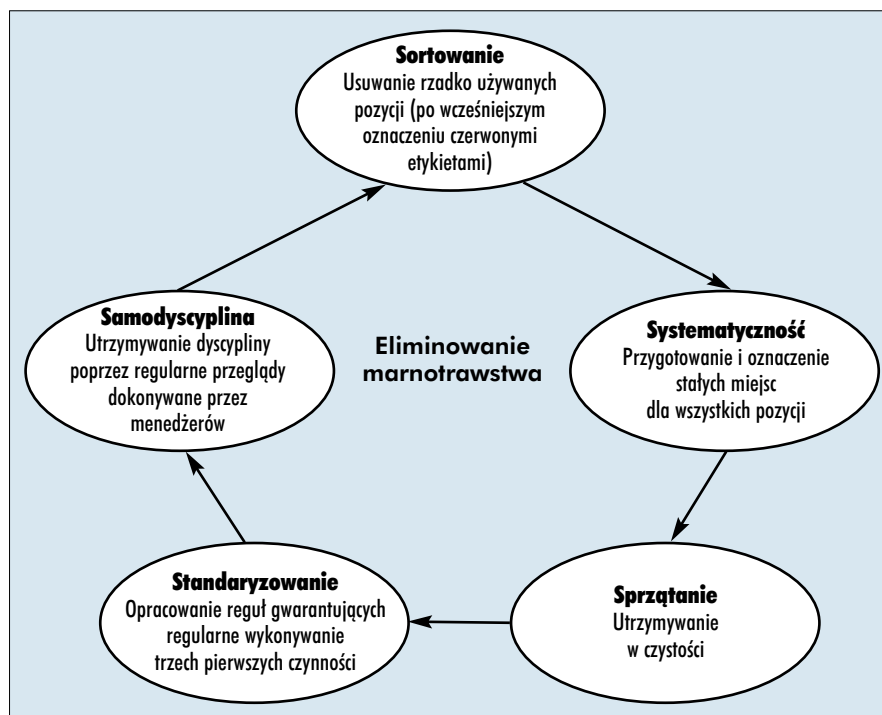 Sortowanie
Usuwanie rzadko używanych
pozycji (po wcześniejszym
oznaczeniu czerwonymi
etykietami)
Systematyczność
Przygotowanie i oznaczenie
stałych miejsc
dla wszystkich pozycji
Sprzątanie
Utrzymywanie
w czystości
Standaryzowanie
Opracowanie reguł gwarantujących
regularne wykonywanie
trzech pierwszych czynności
Samodyscyplina
Utrzymywanie dyscypliny
poprzez regularne przeglądy
dokonywane przez
menedżerów
Eliminowanie
marnotrawstwa